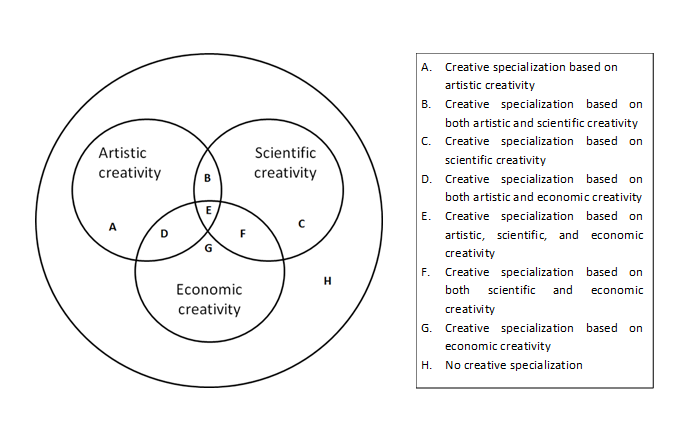 Artistic
creativity
Scientific
creativity
B
E
A
D
F
C
G
H
Economic
creativity
A. Creative specialization based on
artistic creativity
B. Creative specialization based on
both artistic and scientific creativity
C. Creative specialization based on
scientific creativity
D. Creative specialization based on
both artistic and economic creativity
E. Creative specialization based on
artistic, scientific, and economic
creativity
F. Creative specialization based on
both scientific and economic
creativity
G. Creative specialization based on
economic creativity
H. No creative specialization